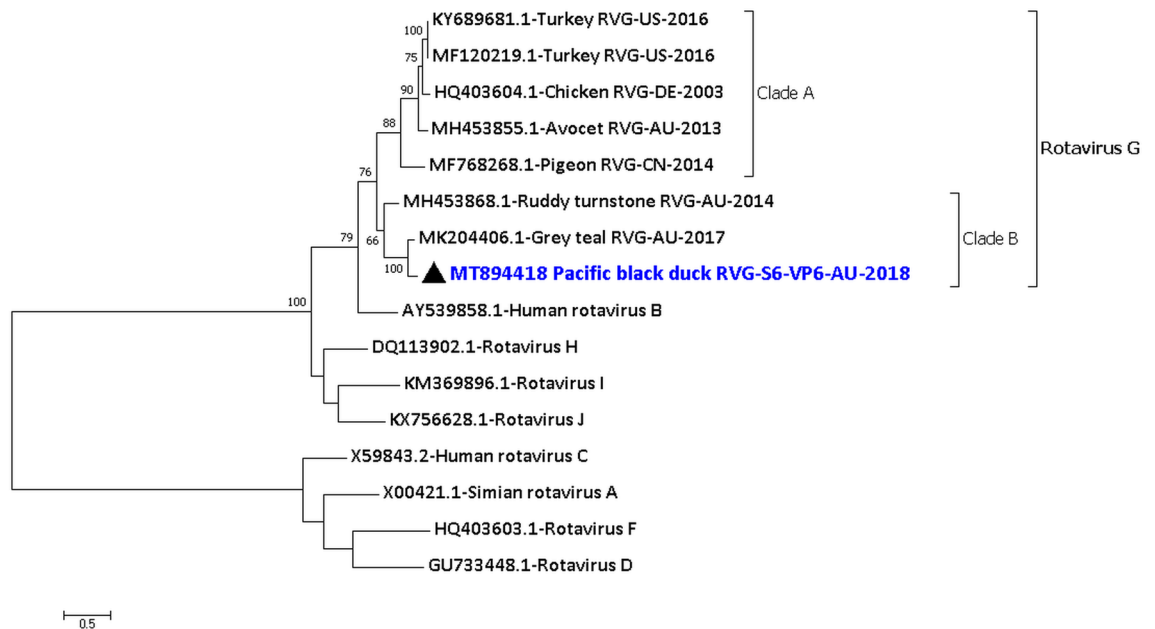 KY689681.1-Turkey RVG-US-2016
100
75
MF120219.1-Turkey RVG-US-2016
90
HQ403604.1-Chicken RVG-DE-2003
Clade A
88
MH453855.1-Avocet RVG-AU-2013
Rotavirus G
76
MF768268.1-Pigeon RVG-CN-2014
MH453868.1-Ruddy turnstone RVG-AU-2014
79
66
MK204406.1-Grey teal RVG-AU-2017
Clade B
100
MT894418 Pacific black duck RVG-S6-VP6-AU-2018
100
AY539858.1-Human rotavirus B
DQ113902.1-Rotavirus H
KM369896.1-Rotavirus I
KX756628.1-Rotavirus J
X59843.2-Human rotavirus C
X00421.1-Simian rotavirus A
HQ403603.1-Rotavirus F
GU733448.1-Rotavirus D
0.5